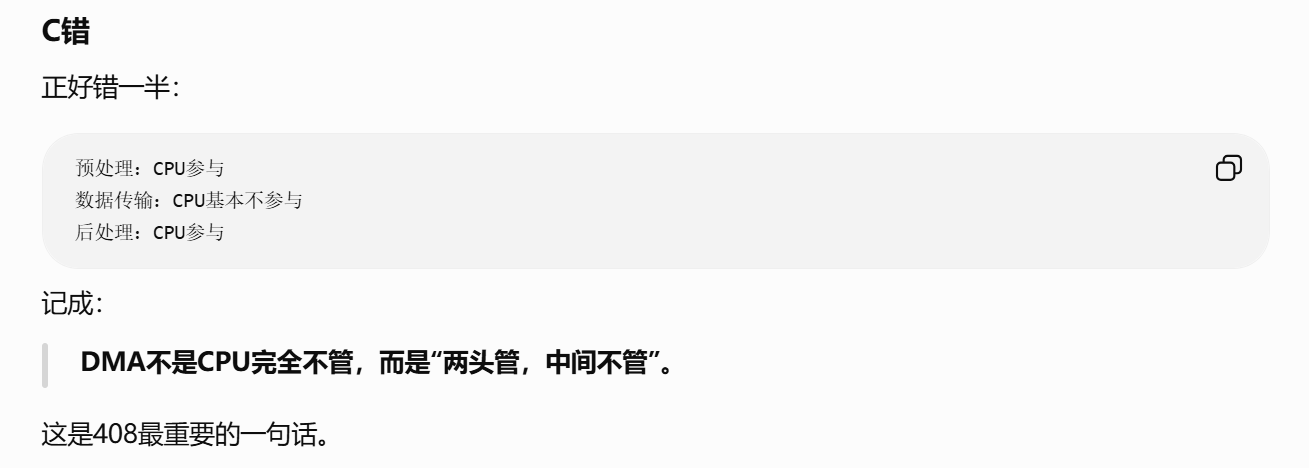 C错
正好错一半：
预处理：CPU参与
数据传输：CPU基本不参与
后处理：CPU参与
记成：
DMA不是CPU完全不管，而是“两头管，中间不管”。
这是408最重要的一句话。